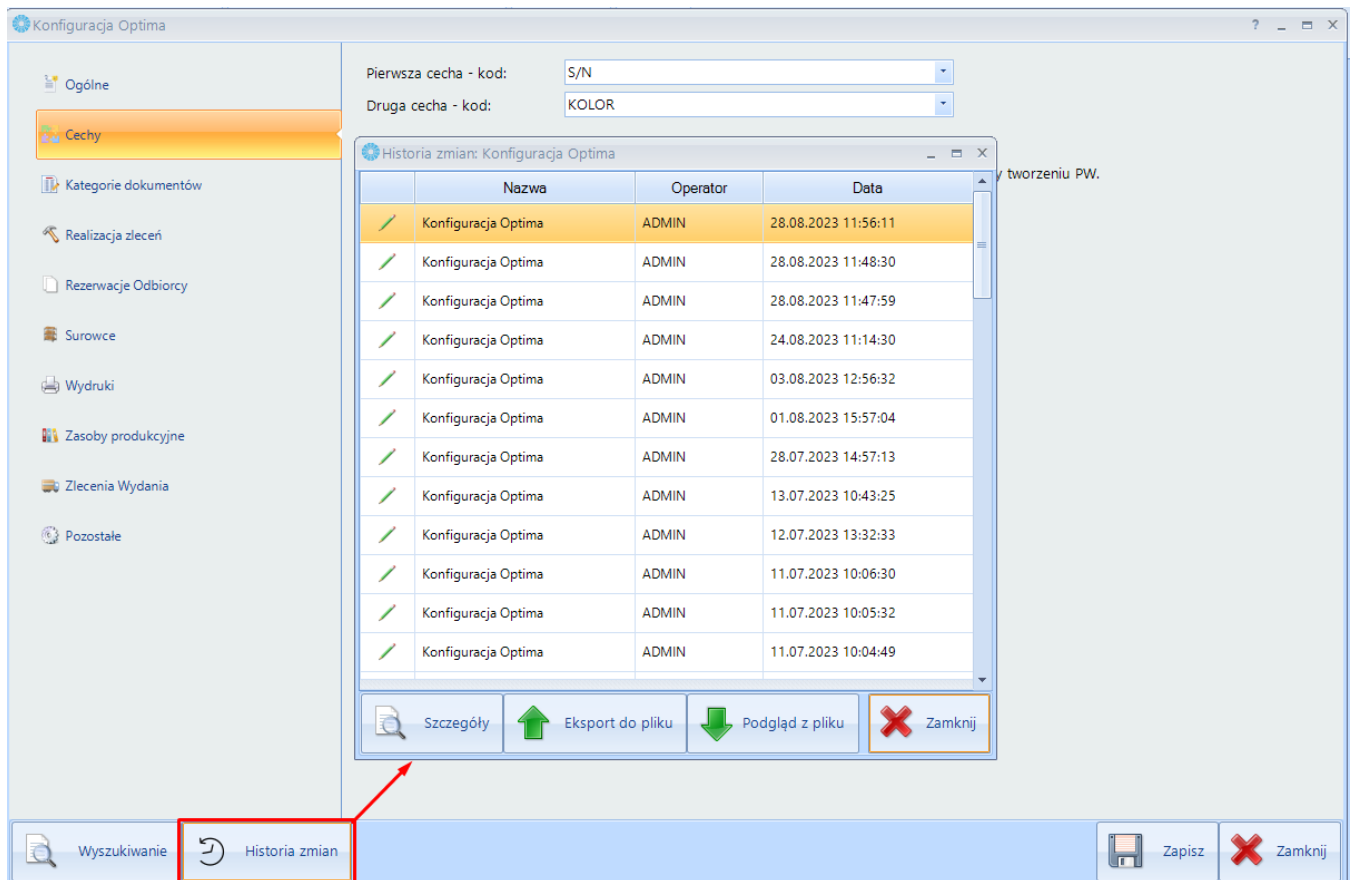 Konfiguracja Optima
Ogólne
Cechy
Kategorie dokumentów
Realizacja zleceń
Rezerwacje Odbiorcy
Surowce
Wydruki
Zasoby produkcyjne
Zlecenia Wydania
Pozostałe
Pierwsza cecha - kod: S/N
Druga cecha - kod: KOLOR
y tworzeniu PW.
Historia zmian: Konfiguracja Optima
Nazwa Operator Data
Konfiguracja Optima ADMIN 28.08.2023 11:56:11
Konfiguracja Optima ADMIN 28.08.2023 11:48:30
Konfiguracja Optima ADMIN 28.08.2023 11:47:59
Konfiguracja Optima ADMIN 24.08.2023 11:14:30
Konfiguracja Optima ADMIN 03.08.2023 12:56:32
Konfiguracja Optima ADMIN 01.08.2023 15:57:04
Konfiguracja Optima ADMIN 28.07.2023 14:57:13
Konfiguracja Optima ADMIN 13.07.2023 10:43:25
Konfiguracja Optima ADMIN 12.07.2023 13:32:33
Konfiguracja Optima ADMIN 11.07.2023 10:06:30
Konfiguracja Optima ADMIN 11.07.2023 10:05:32
Konfiguracja Optima ADMIN 11.07.2023 10:04:49
Szczegóły Eksport do pliku Podgląd z pliku Zamknij
Wyszukiwanie Historia zmian Zapisz Zamknij